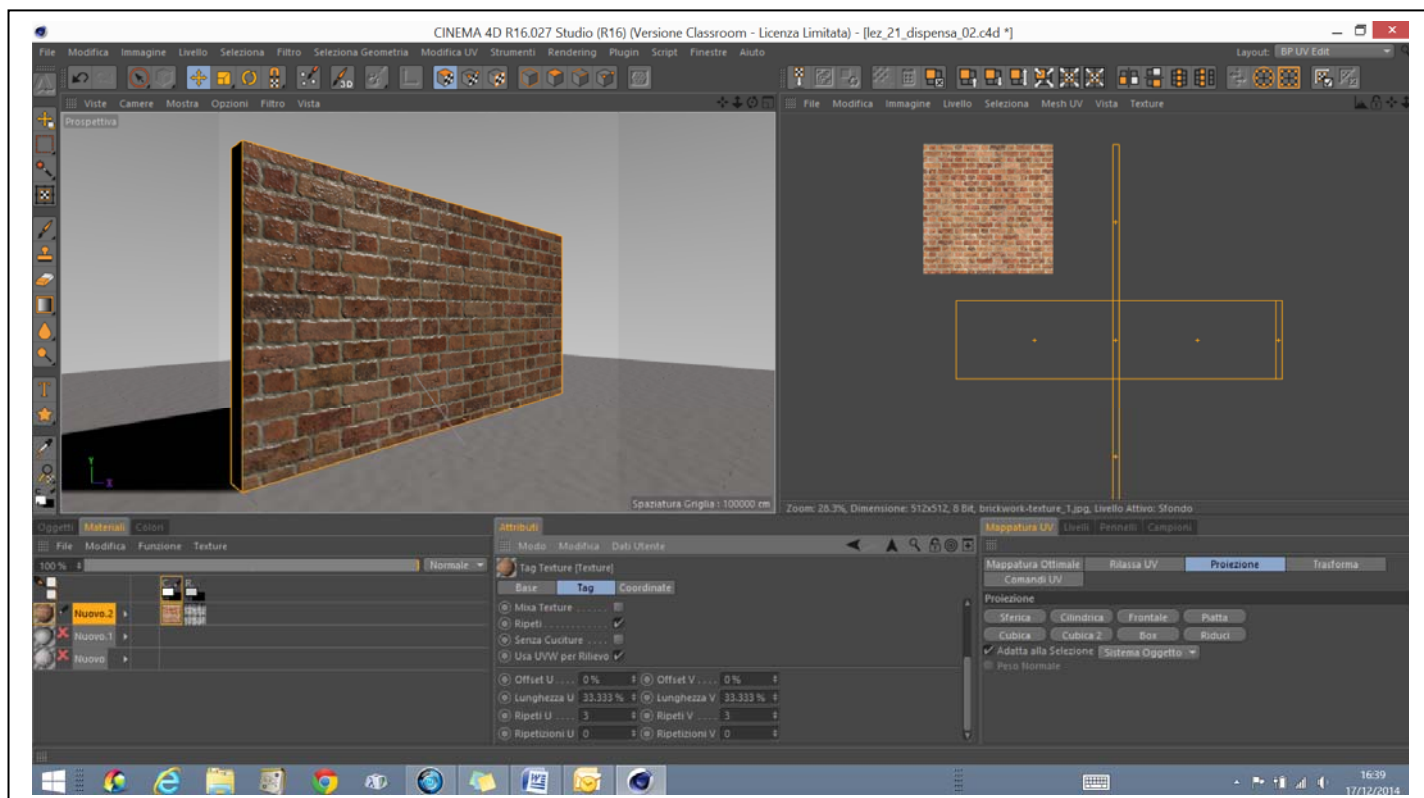 CINEMA 4D R16.027 Studio (R16) (Versione Classroom - Licenza Limitata) - [lez_21_dispensa_02.c4d *]
File Modifica Immagine Livello Seleziona Filtro Seleziona Geometria Modifica UV Strumenti Rendering Plugin Script Finestre Aiuto
Layout: BP UV Edit
3D
Viste Camere Mostra Opzioni Filtro Vista
File Modifica Immagine Livello Seleziona Mesh UV Vista Texture
Prospettiva
Y
X
Spaziatura Griglia : 100000 cm
Zoom: 28.3%, Dimensione: 512x512, 8 Bit, brickwork-texture_1.jpg, Livello Attivo: Sfondo
Oggetti Materiali Colori
File Modifica Funzione Texture
100 %
Normale
C R
Nuovo.2
Nuovo.1
Nuovo
Attributi
Modo Modifica Dati Utente
Tag Texture [Texture]
Base Tag Coordinate
Mixa Texture ......
Ripeti............
Senza Cuciture ....
Usa UVW per Rilievo
Offset U .... 0 % Offset V .... 0 %
Lunghezza U 33.333 % Lunghezza V 33.333 %
Ripeti U .... 3 Ripeti V .... 3
Ripetizioni U 0 Ripetizioni V 0
Mappatura UV Livelli Pennelli Campioni
Mappatura Ottimale Rilassa UV Proiezione Trasforma
Comandi UV
Proiezione
Sferica Cilindrica Frontale Piatta
Cubica Cubica 2 Box Riduci
Adatta alla Selezione Sistema Oggetto
Peso Normale
16:39
17/12/2014